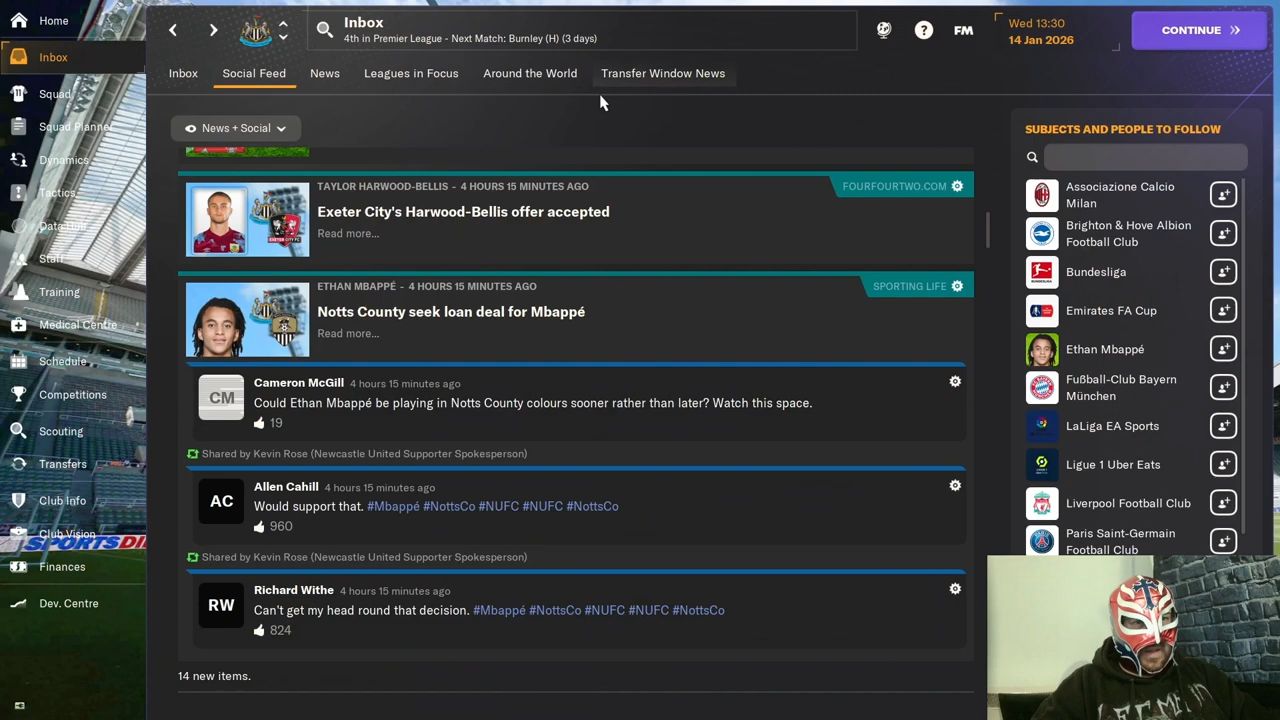 Home
Inbox
4th in Premier League - Next Match: Burnley (H) (3 days)
FM
Wed 13:30
14 Jan 2026
CONTINUE
Inbox
Inbox
Social Feed
News
Leagues in Focus
Around the World
Transfer Window News
Squad
Squad Planner
Dynamics
Tactics
Data Hub
Staff
Training
Medical Centre
Schedule
Competitions
Scouting
Transfers
Club Info
Club Vision
SPORTS DI
Finances
Dev. Centre
News + Social
TAYLOR HARWOOD-BELLIS - 4 HOURS 15 MINUTES AGO
FOURFOURTWO.COM
Exeter City's Harwood-Bellis offer accepted
Read more...
ETHAN MBAPPÉ - 4 HOURS 15 MINUTES AGO
SPORTING LIFE
Notts County seek loan deal for Mbappé
Read more...
CM
Cameron McGill 4 hours 15 minutes ago
Could Ethan Mbappé be playing in Notts County colours sooner rather than later? Watch this space.
19
Shared by Kevin Rose (Newcastle United Supporter Spokesperson)
AC
Allen Cahill 4 hours 15 minutes ago
Would support that. #Mbappé #NottsCo #NUFC #NUFC #NottsCo
960
Shared by Kevin Rose (Newcastle United Supporter Spokesperson)
RW
Richard Withe 4 hours 15 minutes ago
Can't get my head round that decision. #Mbappé #NottsCo #NUFC #NUFC #NottsCo
824
14 new items.
SUBJECTS AND PEOPLE TO FOLLOW
Associazione Calcio
Milan
Brighton & Hove Albion
Football Club
Bundesliga
Emirates FA Cup
Ethan Mbappé
Fußball-Club Bayern
München
LaLiga EA Sports
Ligue 1 Uber Eats
Liverpool Football Club
Paris Saint-Germain
Football Club